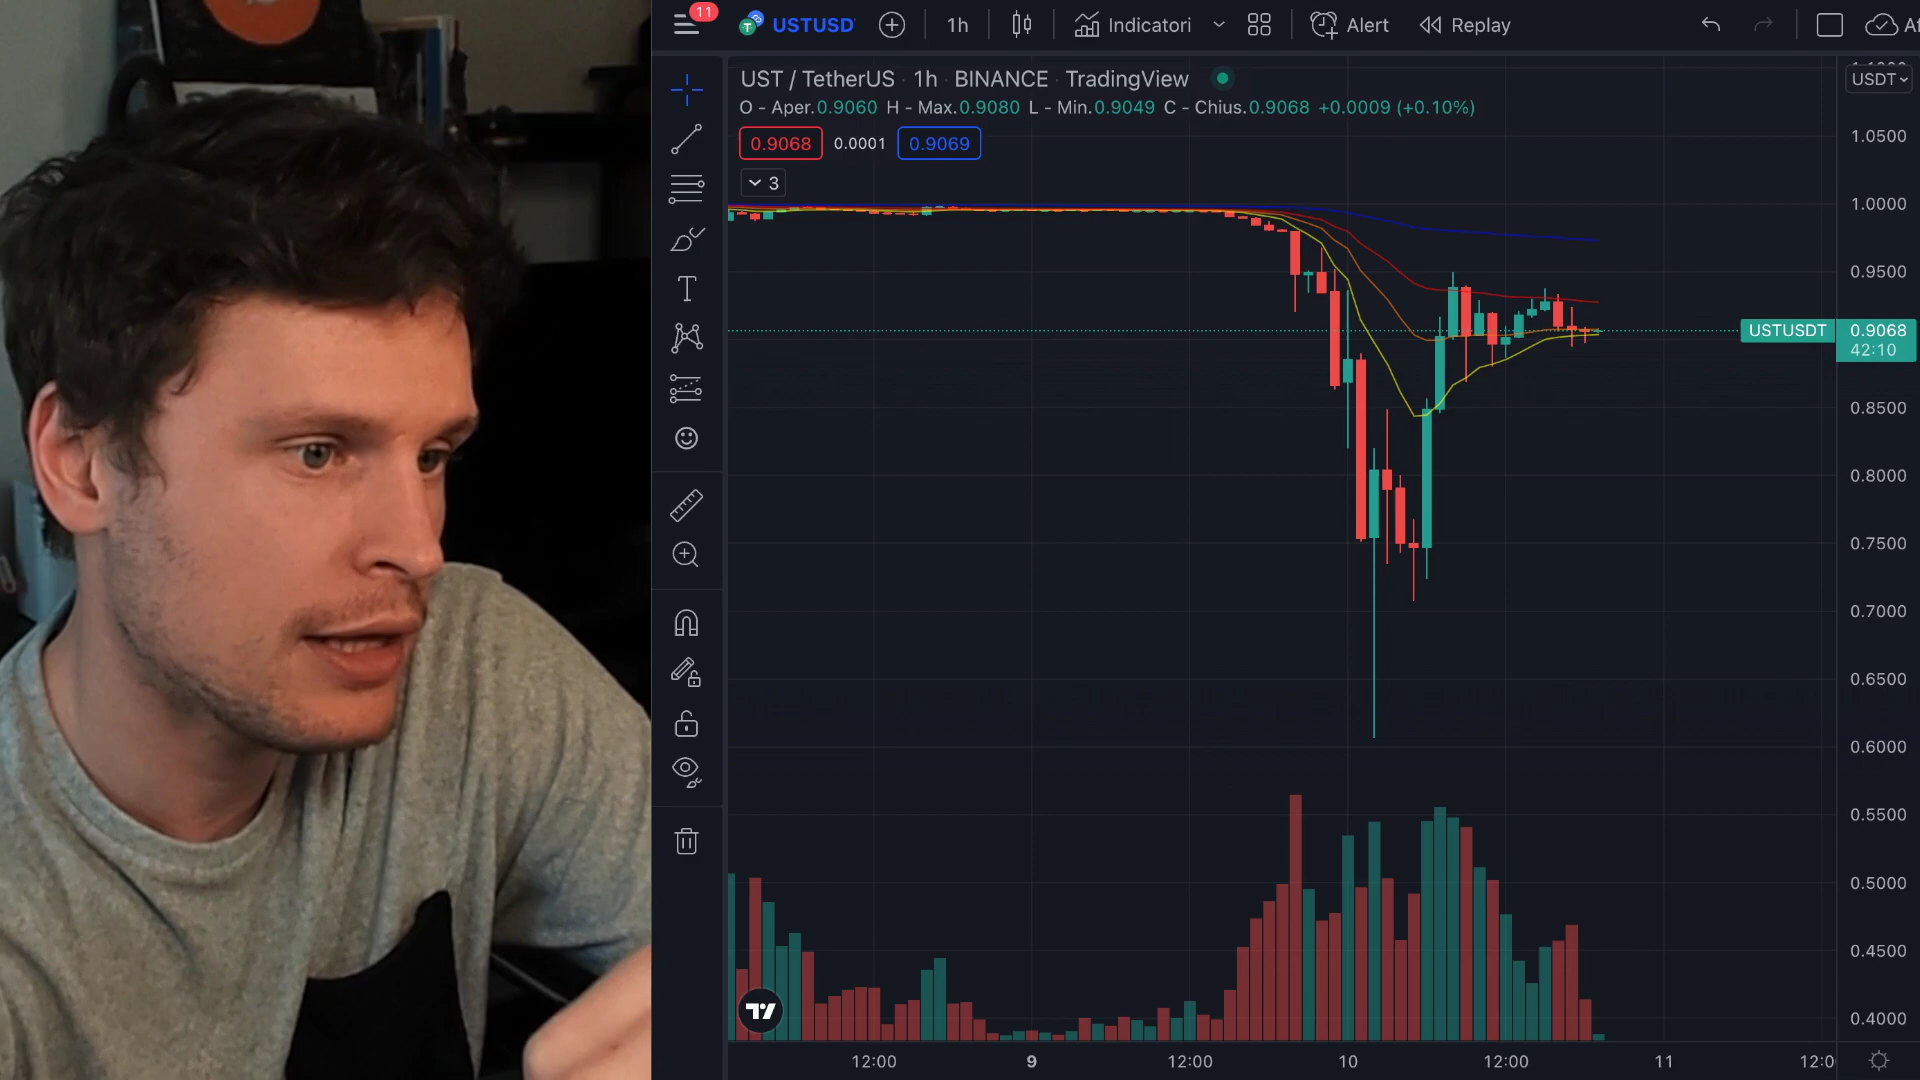 11
USTUSD
1h
Indicatori
Alert
Replay
UST / TetherUS · 1h · BINANCE · TradingView
O - Aper.0.9060 H - Max.0.9080 L - Min.0.9049 C - Chius.0.9068 +0.0009 (+0.10%)
0.9068 0.0001 0.9069
3
USDT
1.0500
1.0000
0.9500
USTUSDT 0.9068
42:10
0.8500
0.8000
0.7500
0.7000
0.6500
0.6000
0.5500
0.5000
0.4500
0.4000
12:00 9 12:00 10 12:00 11 12:0